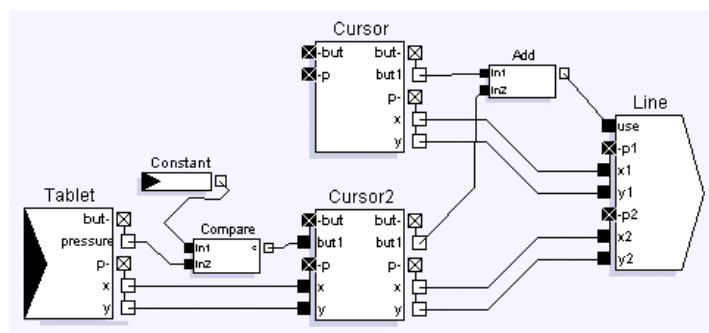 Cursor
-but but-
-p but1
p-
x
y
Add
in1
in2
Line
use
-p1
x1
y1
-p2
x2
y2
Constant
Tablet
but-
pressure
p-
x
y
Compare
in1 <
in2
Cursor2
-but but-
but1 but1
-p p-
x x
y y